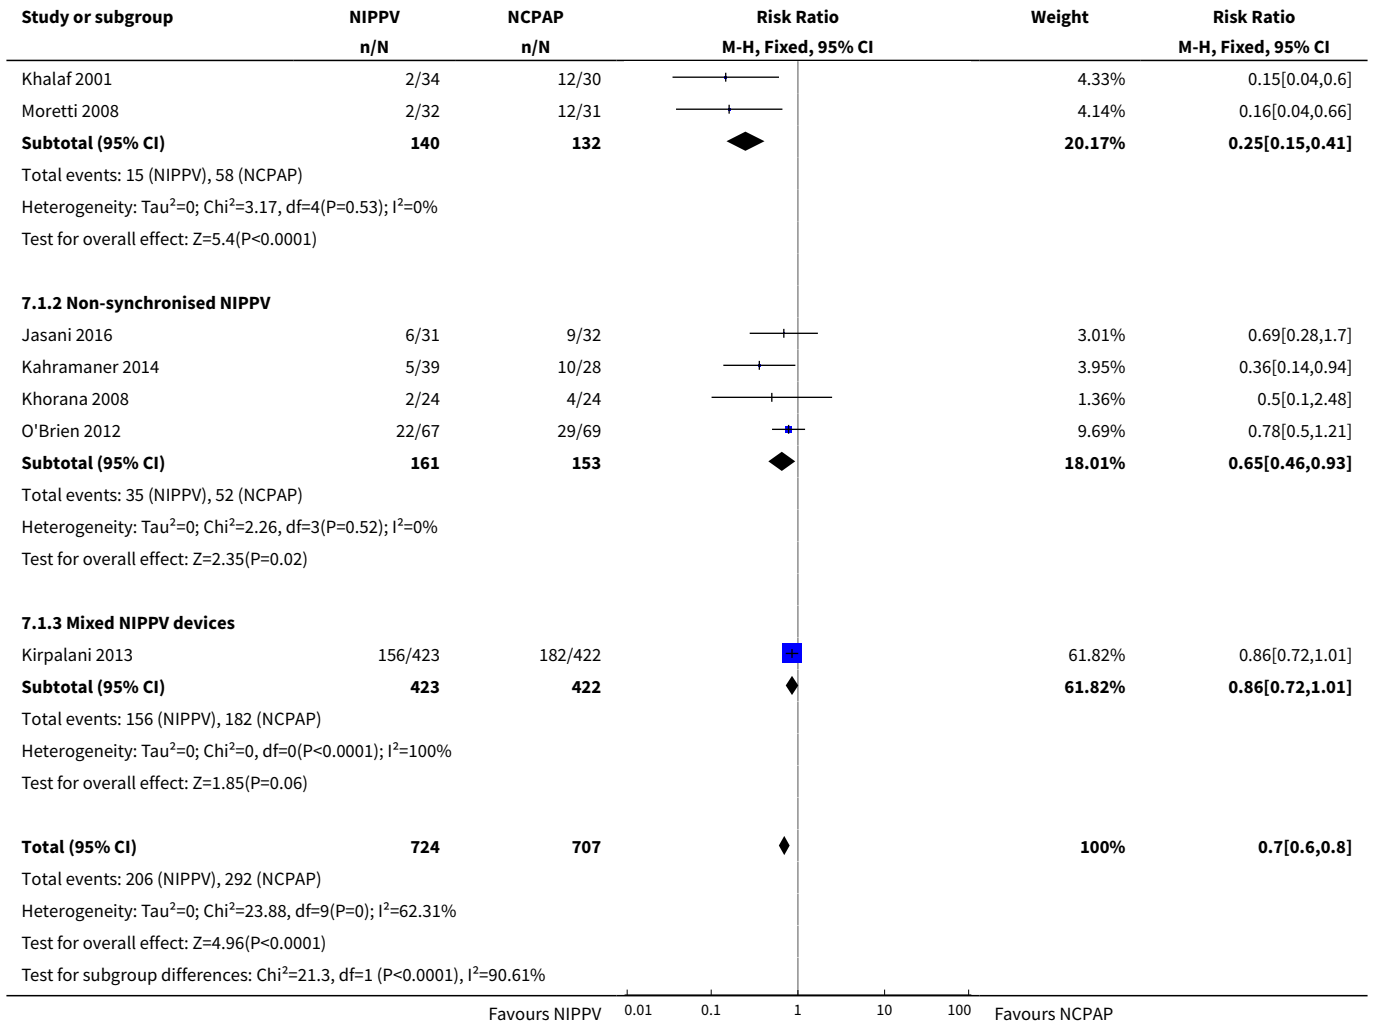 Study or subgroup NIPPV NCPAP Risk Ratio Weight Risk Ratio
n/N n/N M-H, Fixed, 95% CI M-H, Fixed, 95% CI
Khalaf 2001 2/34 12/30 4.33% 0.15[0.04,0.6]
Moretti 2008 2/32 12/31 4.14% 0.16[0.04,0.66]
Subtotal (95% CI) 140 132 20.17% 0.25[0.15,0.41]
Total events: 15 (NIPPV), 58 (NCPAP)
Heterogeneity: Tau²=0; Chi²=3.17, df=4(P=0.53); I²=0%
Test for overall effect: Z=5.4(P<0.0001)
7.1.2 Non-synchronised NIPPV
Jasani 2016 6/31 9/32 3.01% 0.69[0.28,1.7]
Kahramaner 2014 5/39 10/28 3.95% 0.36[0.14,0.94]
Khorana 2008 2/24 4/24 1.36% 0.5[0.1,2.48]
O'Brien 2012 22/67 29/69 9.69% 0.78[0.5,1.21]
Subtotal (95% CI) 161 153 18.01% 0.65[0.46,0.93]
Total events: 35 (NIPPV), 52 (NCPAP)
Heterogeneity: Tau²=0; Chi²=2.26, df=3(P=0.52); I²=0%
Test for overall effect: Z=2.35(P=0.02)
7.1.3 Mixed NIPPV devices
Kirpalani 2013 156/423 182/422 61.82% 0.86[0.72,1.01]
Subtotal (95% CI) 423 422 61.82% 0.86[0.72,1.01]
Total events: 156 (NIPPV), 182 (NCPAP)
Heterogeneity: Tau²=0; Chi²=0, df=0(P<0.0001); I²=100%
Test for overall effect: Z=1.85(P=0.06)
Total (95% CI) 724 707 100% 0.7[0.6,0.8]
Total events: 206 (NIPPV), 292 (NCPAP)
Heterogeneity: Tau²=0; Chi²=23.88, df=9(P=0); I²=62.31%
Test for overall effect: Z=4.96(P<0.0001)
Test for subgroup differences: Chi²=21.3, df=1 (P<0.0001), I²=90.61%
Favours NIPPV 0.01 0.1 1 10 100 Favours NCPAP